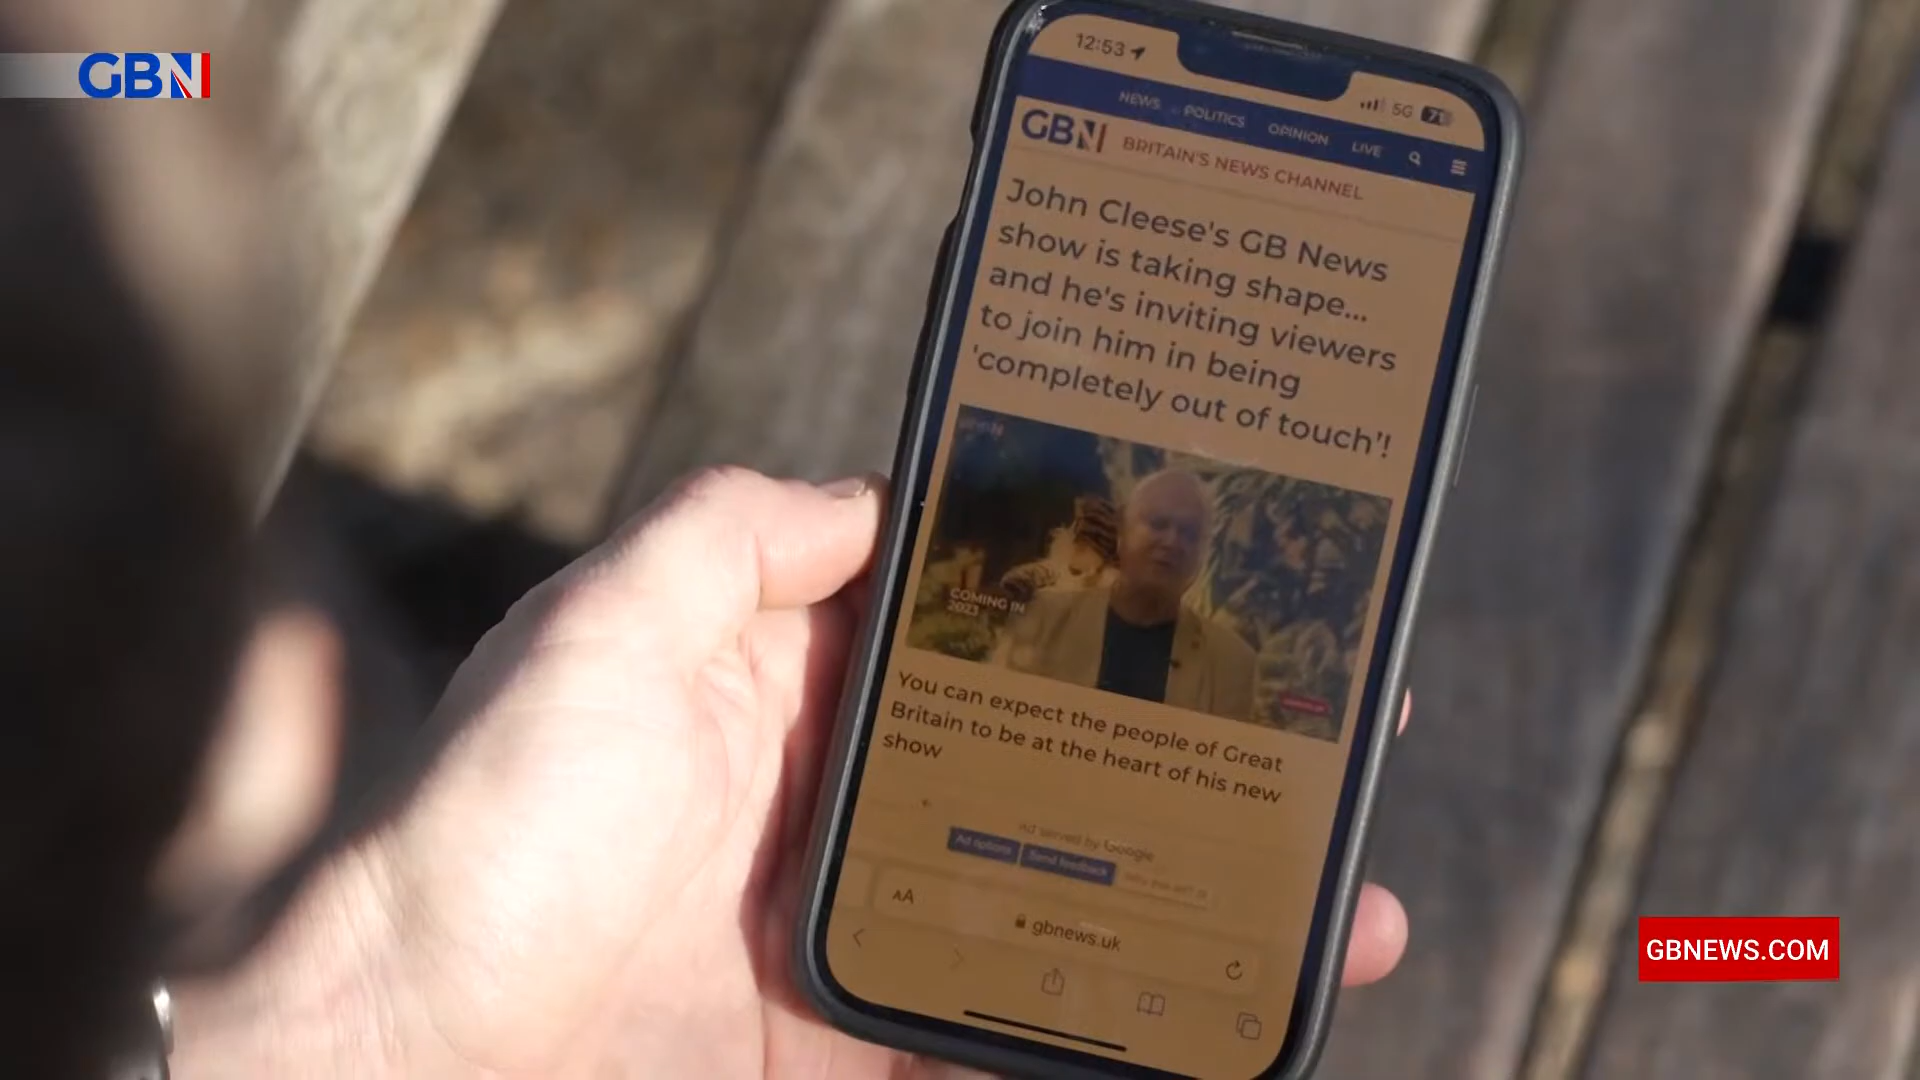 GBN
12:53
5G 71
NEWS POLITICS OPINION LIVE
GBN BRITAIN'S NEWS CHANNEL
John Cleese's GB News
show is taking shape...
and he's inviting viewers
to join him in being
'completely out of touch'!
COMING IN
2023
You can expect the people of Great
Britain to be at the heart of his new
show
Ad served by Google
Ad options Send feedback
AA
gbnews.uk
GBNEWS.COM